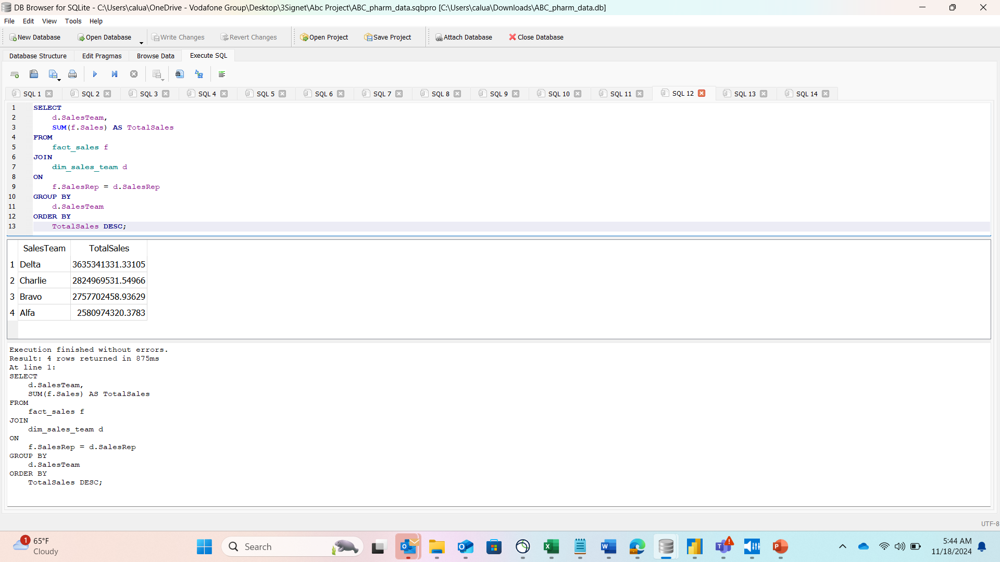 DB Browser for SQLite - C:\Users\calua\OneDrive - Vodafone Group\Desktop\3Signet\Abc Project\ABC_pharm_data.sqbpro [C:\Users\calua\Downloads\ABC_pharm_data.db]
File Edit View Tools Help
New Database Open Database Write Changes Revert Changes Open Project Save Project Attach Database Close Database
Database Structure Edit Pragmas Browse Data Execute SQL
SQL 1 SQL 2 SQL 3 SQL 4 SQL 5 SQL 6 SQL 7 SQL 8 SQL 9 SQL 10 SQL 11 SQL 12 SQL 13 SQL 14
1 SELECT
2 d.SalesTeam,
3 SUM(f.Sales) AS TotalSales
4 FROM
5 fact_sales f
6 JOIN
7 dim_sales_team d
8 ON
9 f.SalesRep = d.SalesRep
10 GROUP BY
11 d.SalesTeam
12 ORDER BY
13 TotalSales DESC;
SalesTeam TotalSales
1 Delta 3635341331.33105
2 Charlie 2824969531.54966
3 Bravo 2757702458.93629
4 Alfa 2580974320.3783
Execution finished without errors.
Result: 4 rows returned in 875ms
At line 1:
SELECT
d.SalesTeam,
SUM(f.Sales) AS TotalSales
FROM
fact_sales f
JOIN
dim_sales_team d
ON
f.SalesRep = d.SalesRep
GROUP BY
d.SalesTeam
ORDER BY
TotalSales DESC;
UTF-8
1 65°F
Cloudy
Search
5:44 AM
11/18/2024